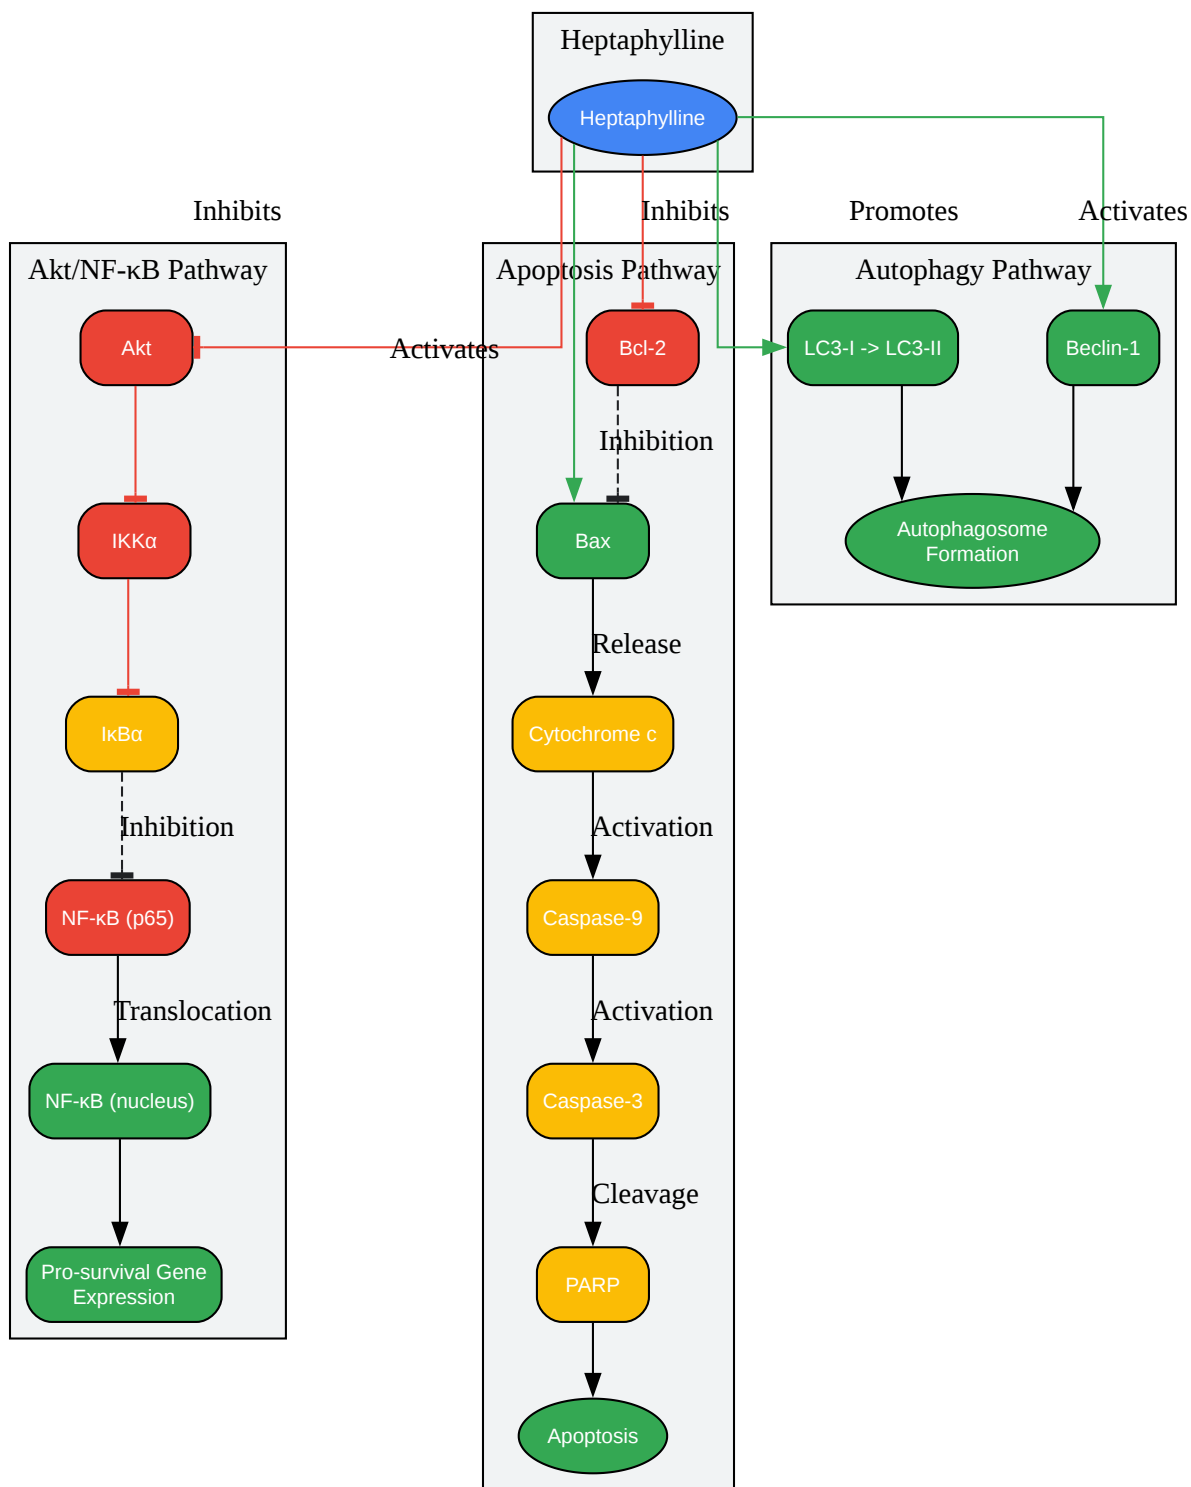 Heptaphylline
Heptaphylline
Inhibits
Inhibits
Promotes
Activates
Akt/NF-κB Pathway
Akt
Activates
IKKα
IκBα
Inhibition
NF-κB (p65)
Translocation
NF-κB (nucleus)
Pro-survival Gene
Expression
Apoptosis Pathway
Bcl-2
Inhibition
Bax
Release
Cytochrome c
Activation
Caspase-9
Activation
Caspase-3
Cleavage
PARP
Apoptosis
Autophagy Pathway
LC3-I -> LC3-II
Beclin-1
Autophagosome
Formation